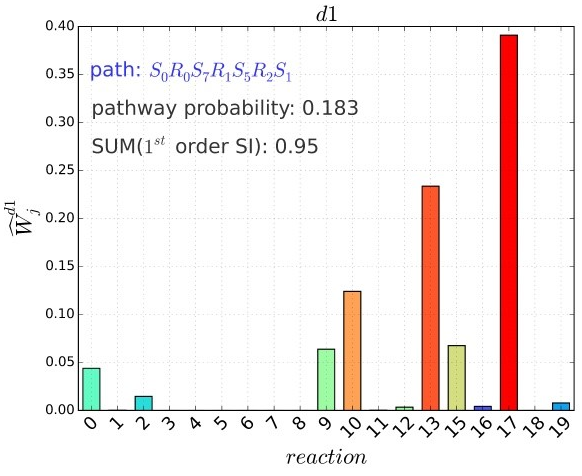 d1
0.40
0.35
0.30
0.25
0.20
0.15
0.10
0.05
0.00
path: S₀R₀S₇R₁S₅R₂S₁
pathway probability: 0.183
SUM(1ˢᵗ order SI): 0.95
Ŵⱼᵈ¹
0 1 2 3 4 5 6 7 8 9 10 11 12 13 15 16 17 18 19
reaction